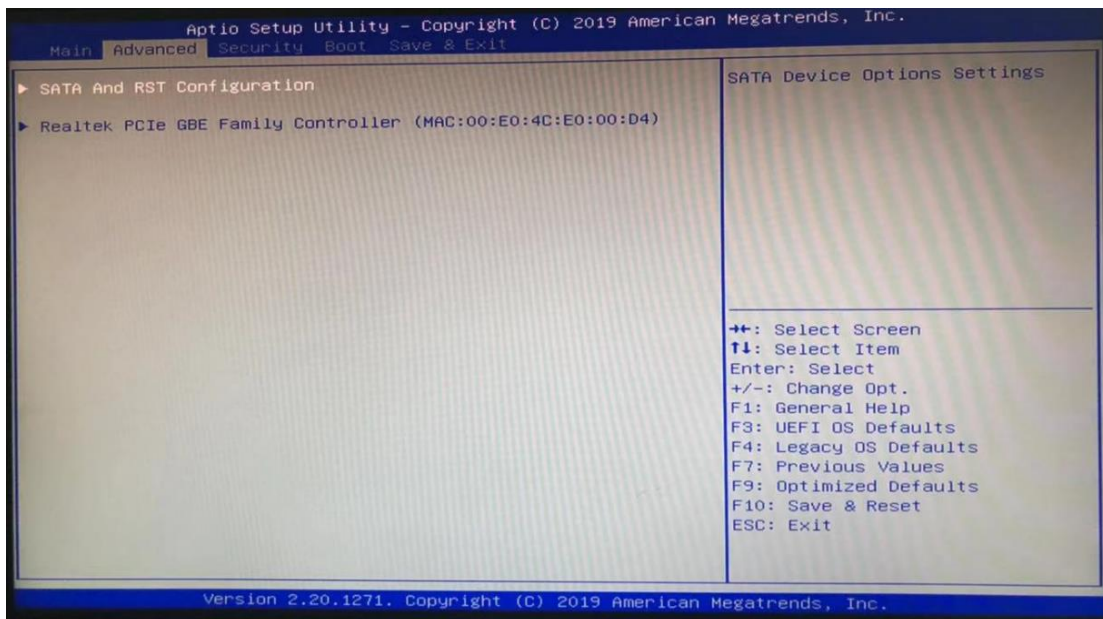 Aptio Setup Utility – Copyright (C) 2019 American Megatrends, Inc.
Main Advanced Security Boot Save & Exit
► SATA And RST Configuration
► Realtek PCIe GBE Family Controller (MAC:00:E0:4C:E0:00:D4)
SATA Device Options Settings
→←: Select Screen
↑↓: Select Item
Enter: Select
+/-: Change Opt.
F1: General Help
F3: UEFI OS Defaults
F4: Legacy OS Defaults
F7: Previous Values
F9: Optimized Defaults
F10: Save & Reset
ESC: Exit
Version 2.20.1271. Copyright (C) 2019 American Megatrends, Inc.